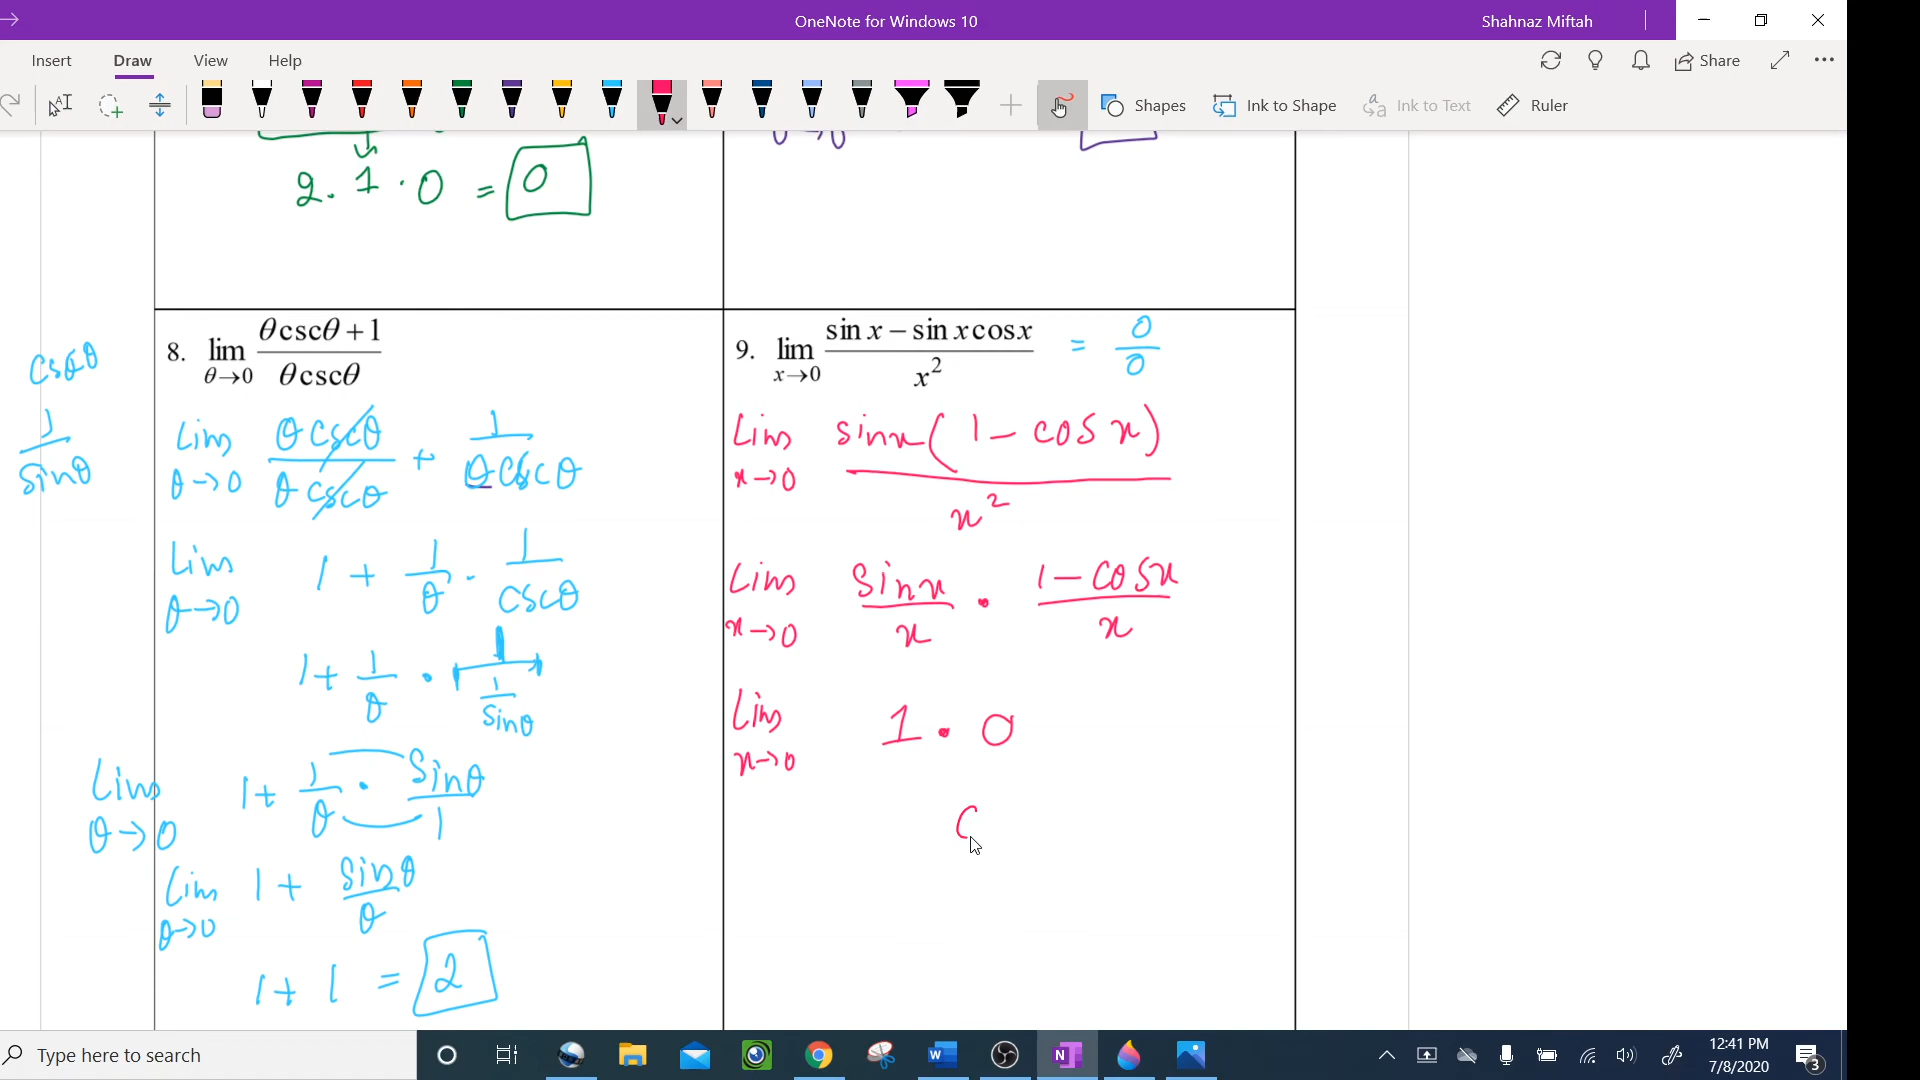 OneNote for Windows 10
Shahnaz Miftah
Insert Draw View Help
Share
Shapes Ink to Shape Ink to Text Ruler
2 · 1 · 0 = 0
θ→0
8. lim θ→0 (θcscθ + 1)/(θcscθ)
cscθ
1/sinθ
Lim θ→0 θcscθ/θcscθ + 1/θcscθ
Lim θ→0 1 + 1/θ · 1/cscθ
1 + 1/θ · 1/(1/sinθ)
Lim θ→0 1 + 1/θ · sinθ/1
Lim θ→0 1 + sinθ/θ
1 + 1 = 2
9. lim x→0 (sin x − sin x cos x)/x² = 0/0
Lim x→0 sinx(1 − cosx)/x²
Lim x→0 sinx/x · 1−cosx/x
Lim x→0 1 · 0
Type here to search
12:41 PM
7/8/2020
3